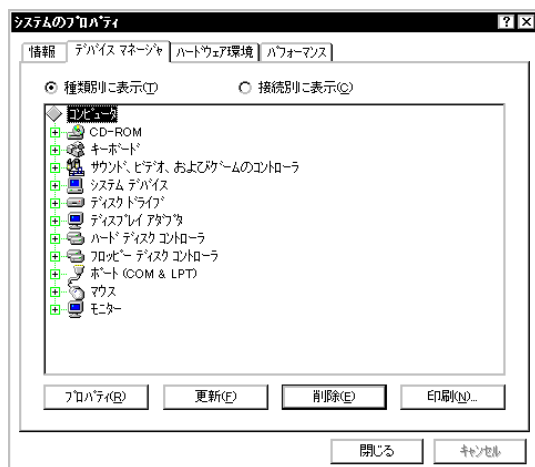 システムのプロパティ
情報 デバイス マネージャ ハードウェア環境 パフォーマンス
種類別に表示(T) 接続別に表示(C)
コンピュータ
CD-ROM
キーボード
サウンド、ビデオ、およびゲームのコントローラ
システム デバイス
ディスク ドライブ
ディスプレイ アダプタ
ハード ディスク コントローラ
フロッピー ディスク コントローラ
ポート (COM & LPT)
マウス
モニター
プロパティ(R) 更新(F) 削除(E) 印刷(N)...
閉じる キャンセル